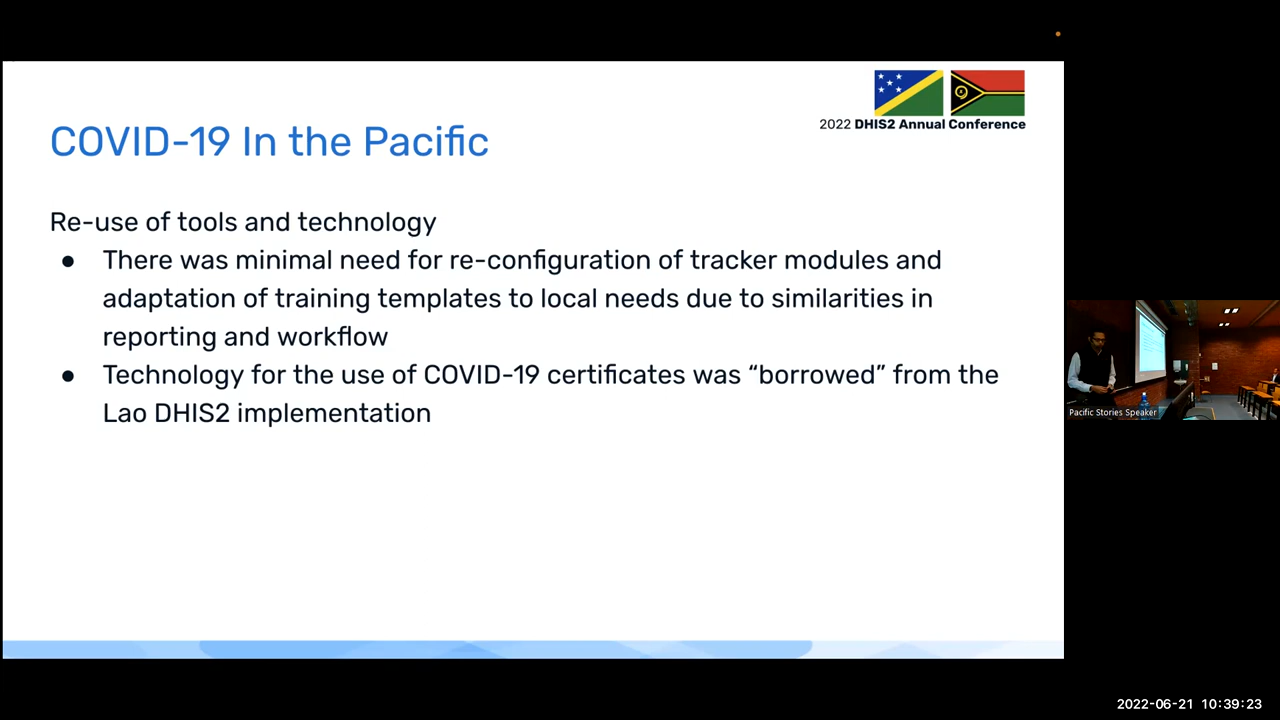 2022 DHIS2 Annual Conference
COVID-19 In the Pacific
Re-use of tools and technology
● There was minimal need for re-configuration of tracker modules and
adaptation of training templates to local needs due to similarities in
reporting and workflow
● Technology for the use of COVID-19 certificates was “borrowed” from the
Lao DHIS2 implementation
Pacific Stories Speaker
2022-06-21 10:39:23